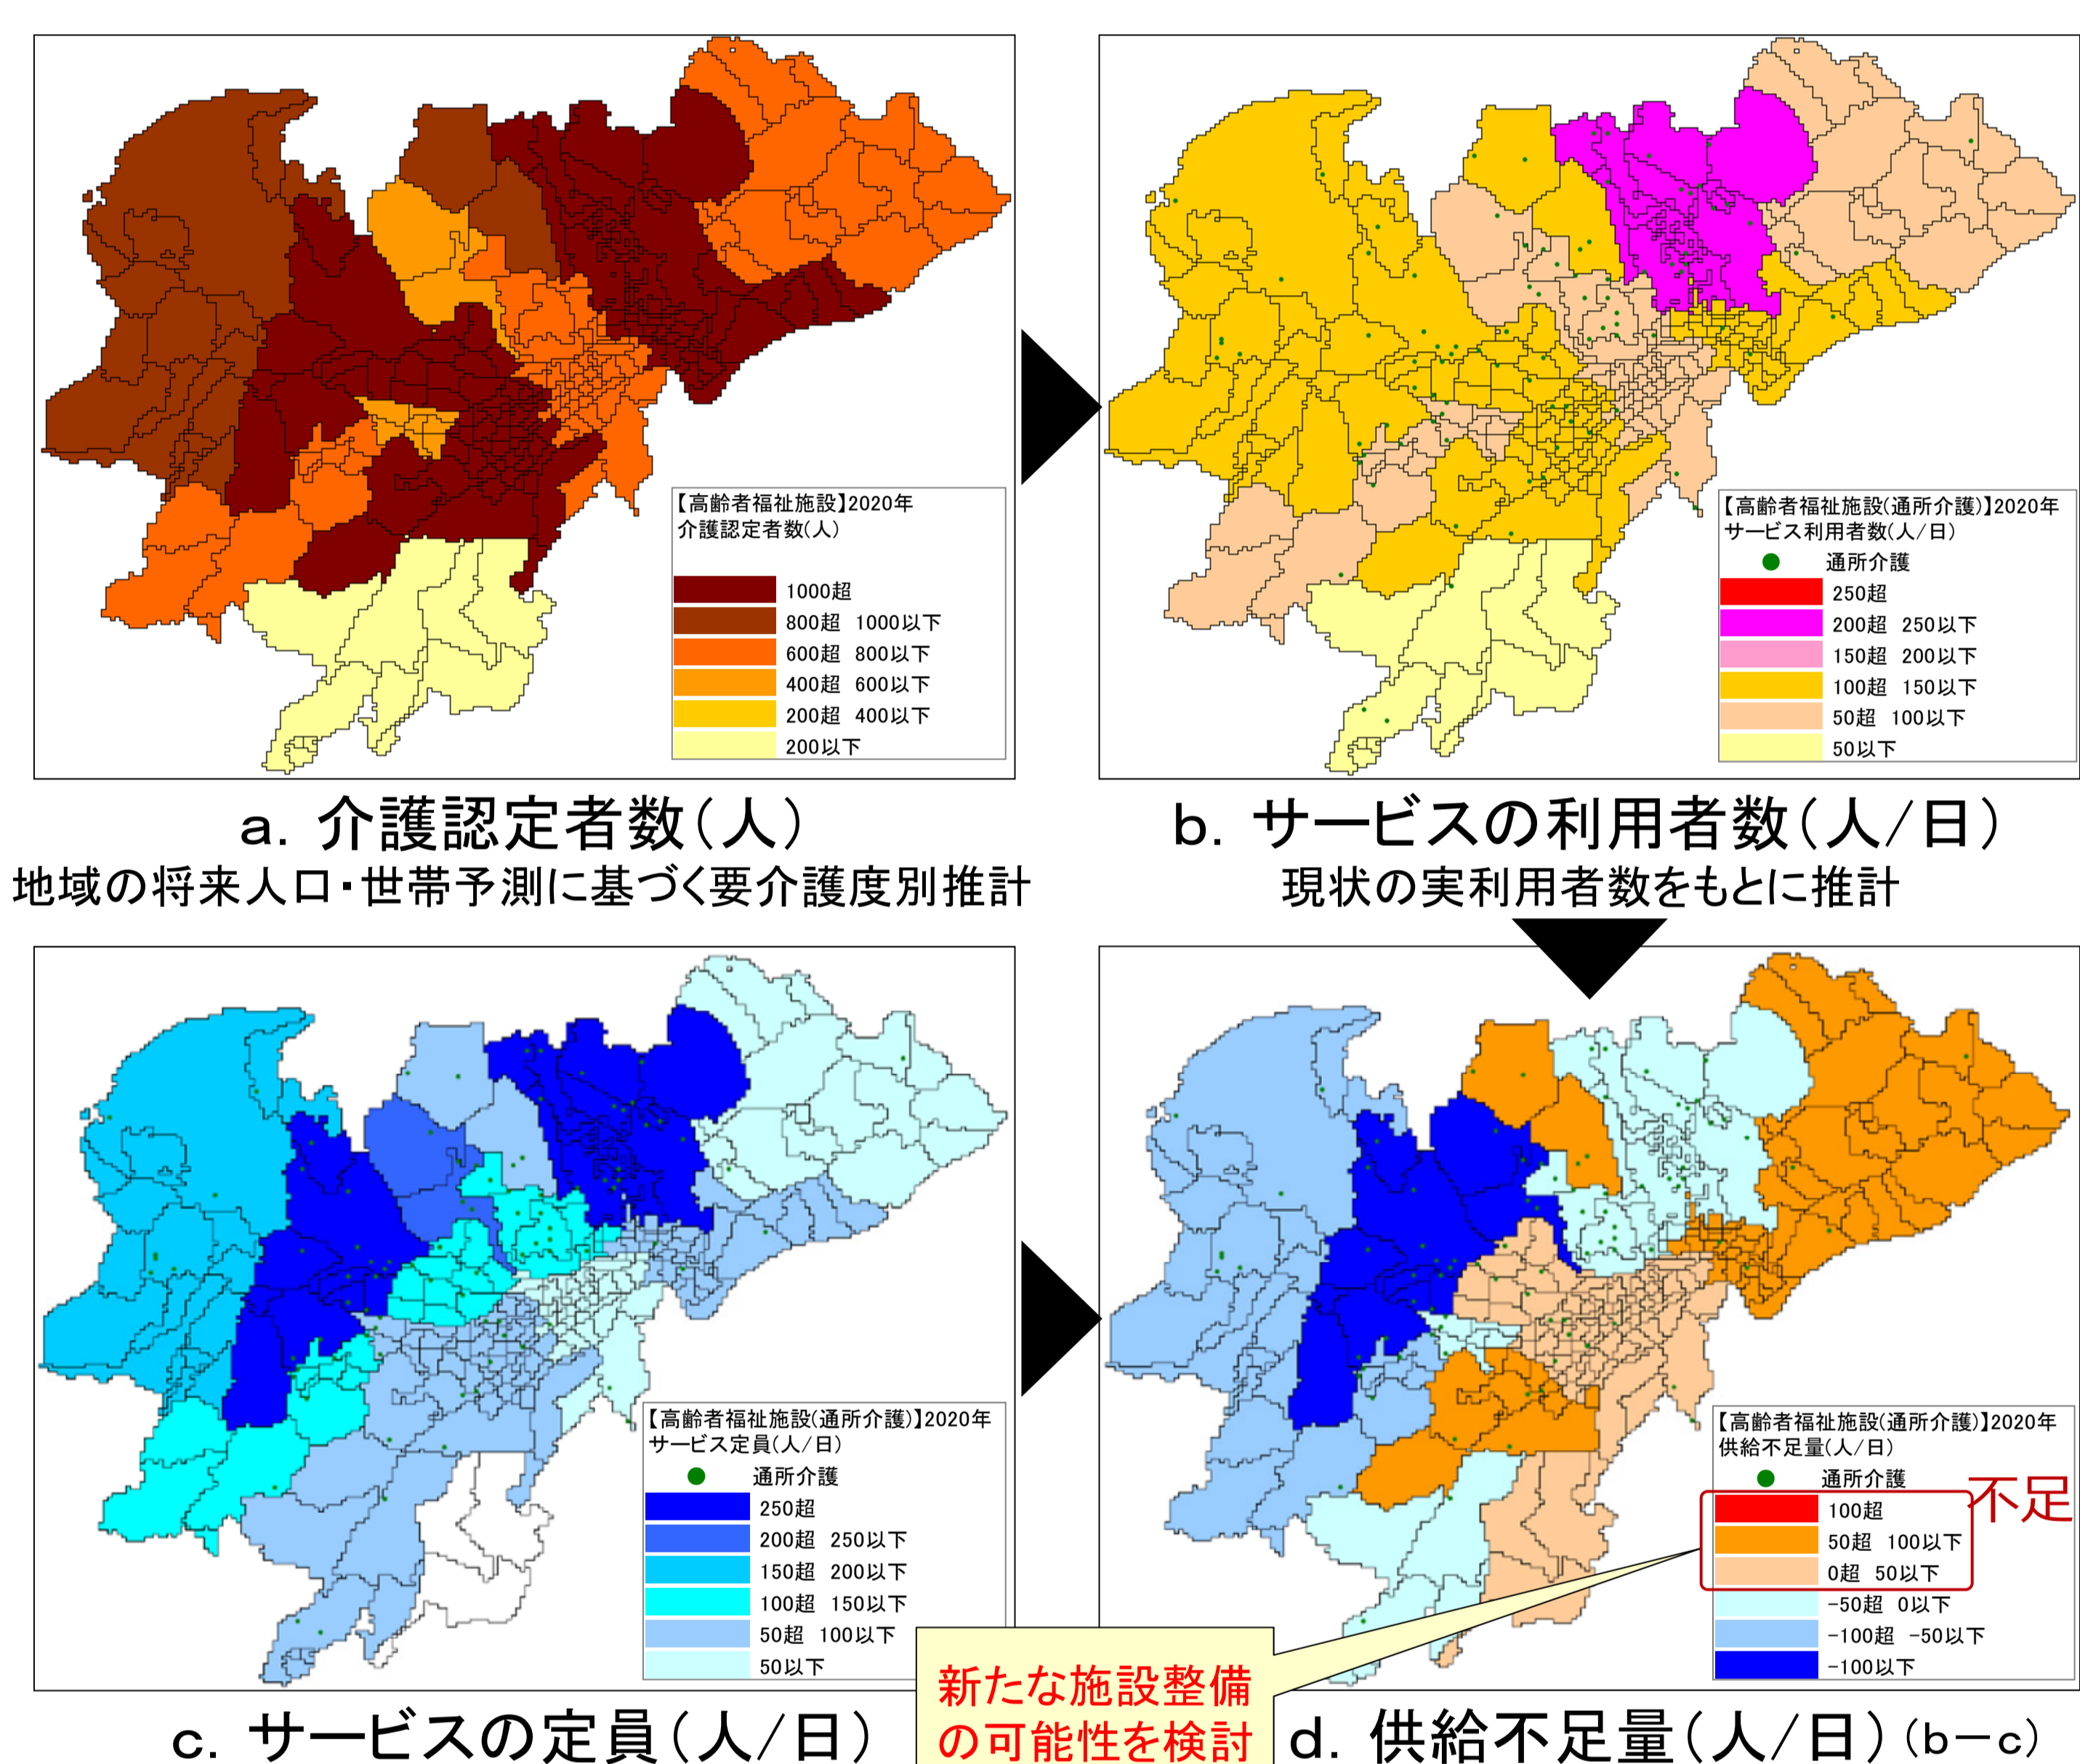 【高齢者福祉施設】2020年
介護認定者数(人)
1000超
800超 1000以下
600超 800以下
400超 600以下
200超 400以下
200以下
a. 介護認定者数(人)
地域の将来人口・世帯予測に基づく要介護度別推計
【高齢者福祉施設(通所介護)】2020年
サービス利用者数(人/日)
通所介護
250超
200超 250以下
150超 200以下
100超 150以下
50超 100以下
50以下
b. サービスの利用者数(人/日)
現状の実利用者数をもとに推計
【高齢者福祉施設(通所介護)】2020年
サービス定員(人/日)
通所介護
250超
200超 250以下
150超 200以下
100超 150以下
50超 100以下
50以下
c. サービスの定員(人/日)
【高齢者福祉施設(通所介護)】2020年
供給不足量(人/日)
通所介護
不足
100超
50超 100以下
0超 50以下
-50超 0以下
-100超 -50以下
-100以下
新たな施設整備
の可能性を検討
d. 供給不足量(人/日)(b-c)